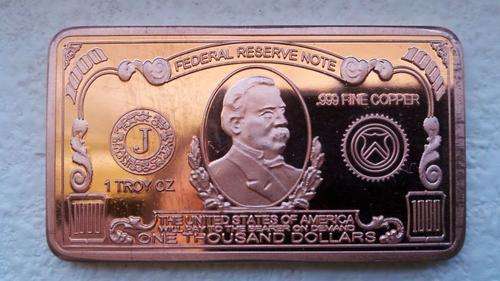 1000
FEDERAL RESERVE NOTE
1000
.999 FINE COPPER
J
1 TROY OZ
THE UNITED STATES OF AMERICA
WILL PAY TO THE BEARER ON DEMAND
ONE THOUSAND DOLLARS
1000
1000